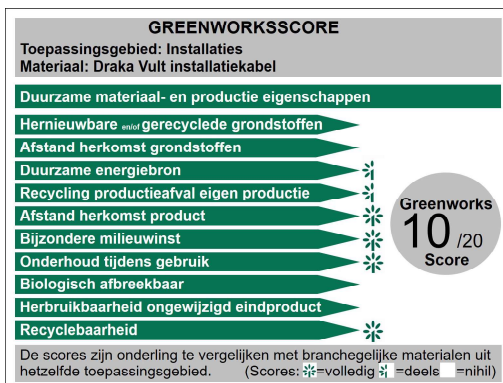 GREENWORKSSCORE
Toepassingsgebied: Installaties
Materiaal: Draka Vult installatiekabel
Duurzame materiaal- en productie eigenschappen
Hernieuwbare en/of gerecyclede grondstoffen
Afstand herkomst grondstoffen
Duurzame energiebron
Recycling productieafval eigen productie
Afstand herkomst product
Bijzondere milieuwinst
Onderhoud tijdens gebruik
Biologisch afbreekbaar
Herbruikbaarheid ongewijzigd eindproduct
Recyclebaarheid
Greenworks
10 /20
Score
De scores zijn onderling te vergelijken met branchegelijke materialen uit
hetzelfde toepassingsgebied. (Scores: =volledig =deels =nihil)